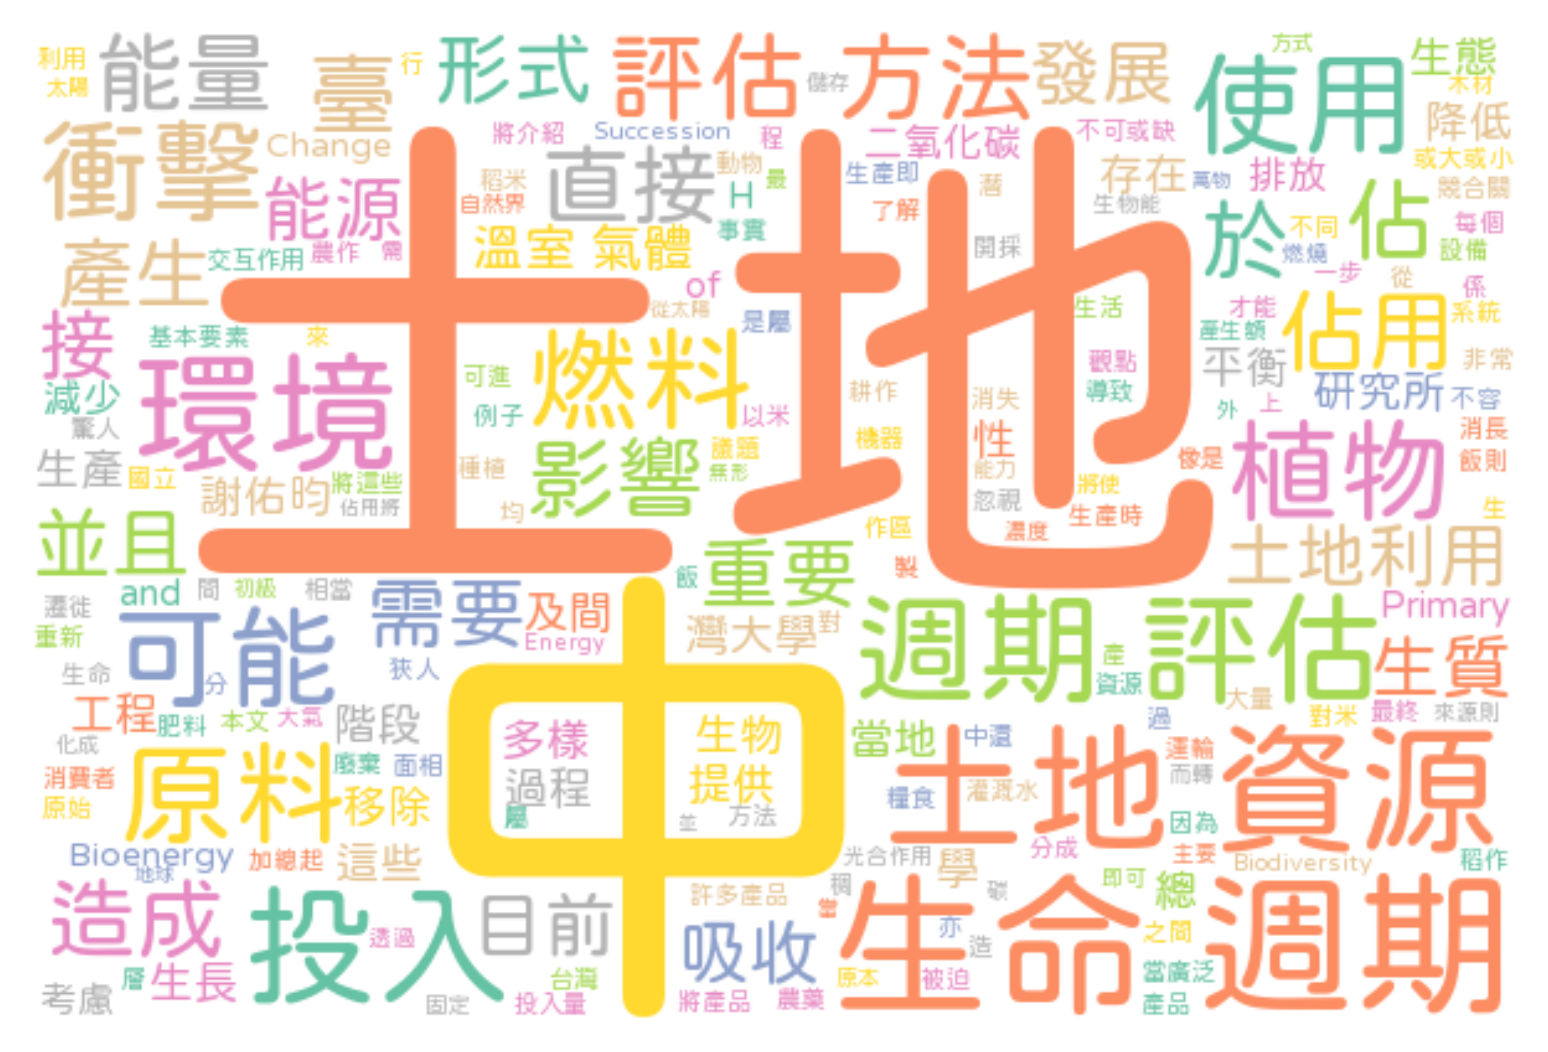 利用
太陽
能量
臺
行
形式
評估
儲存
方法
發展
方式
使用
生態
木材
降低
衝擊
Change
將介紹
Succession
程
二氧化碳
不可或缺
或大或小
能源
稻米
自然界
直接
動物
最
H
事實
生產即
了解
潛
存在
萬物
排放
生物能
競合關
產生
交互作用
農作
需
溫室
氣體
of
從太陽
是屬
開採
於
不同
燃燒
佔
每個
設備
土地
接
基本要素
來
一步
從
係
生活
才能
產生額
佔用
系統
環境
減少
驚人
可進
例子
燃料
以米
耕作
消失
觀點
導致
平衡
非常
研究所
不容
外
上
生產
國立
謝佑昀
將這些
佔用將
種植
均
影響
議題
無形
機器
性
能力
忽視
將使
像是
植物
消長
飯則
生
並且
作區
濃度
生產時
土地利用
遷徙
and
間
初級
相當
需要
及間
Energy
飯
重要
製
重新
生命
可能
分
狹人
中
灣大學
對
週期
評估
產
資源
Primary
生質
大量
工程
肥料
本文
大氣
階段
化成
多樣
生物
當地
中還
過
對米
最終
來源則
消費者
原始
原料
廢棄
面相
移除
過程
屬
提供
並
方法
糧食
土地
灌溉水
運輸
而轉
資源
因為
Bioenergy
地球
加總起
這些
光合作用
學
分成
主要
Biodiversity
稻作
造成
投入
透過
目前
許多產品
稠
碳
即可
總
生命
週期
吸收
亦
造
之間
考慮
層
生長
固定
台灣
投入量
將產品
農藥
原本
被迫
當廣泛
產品